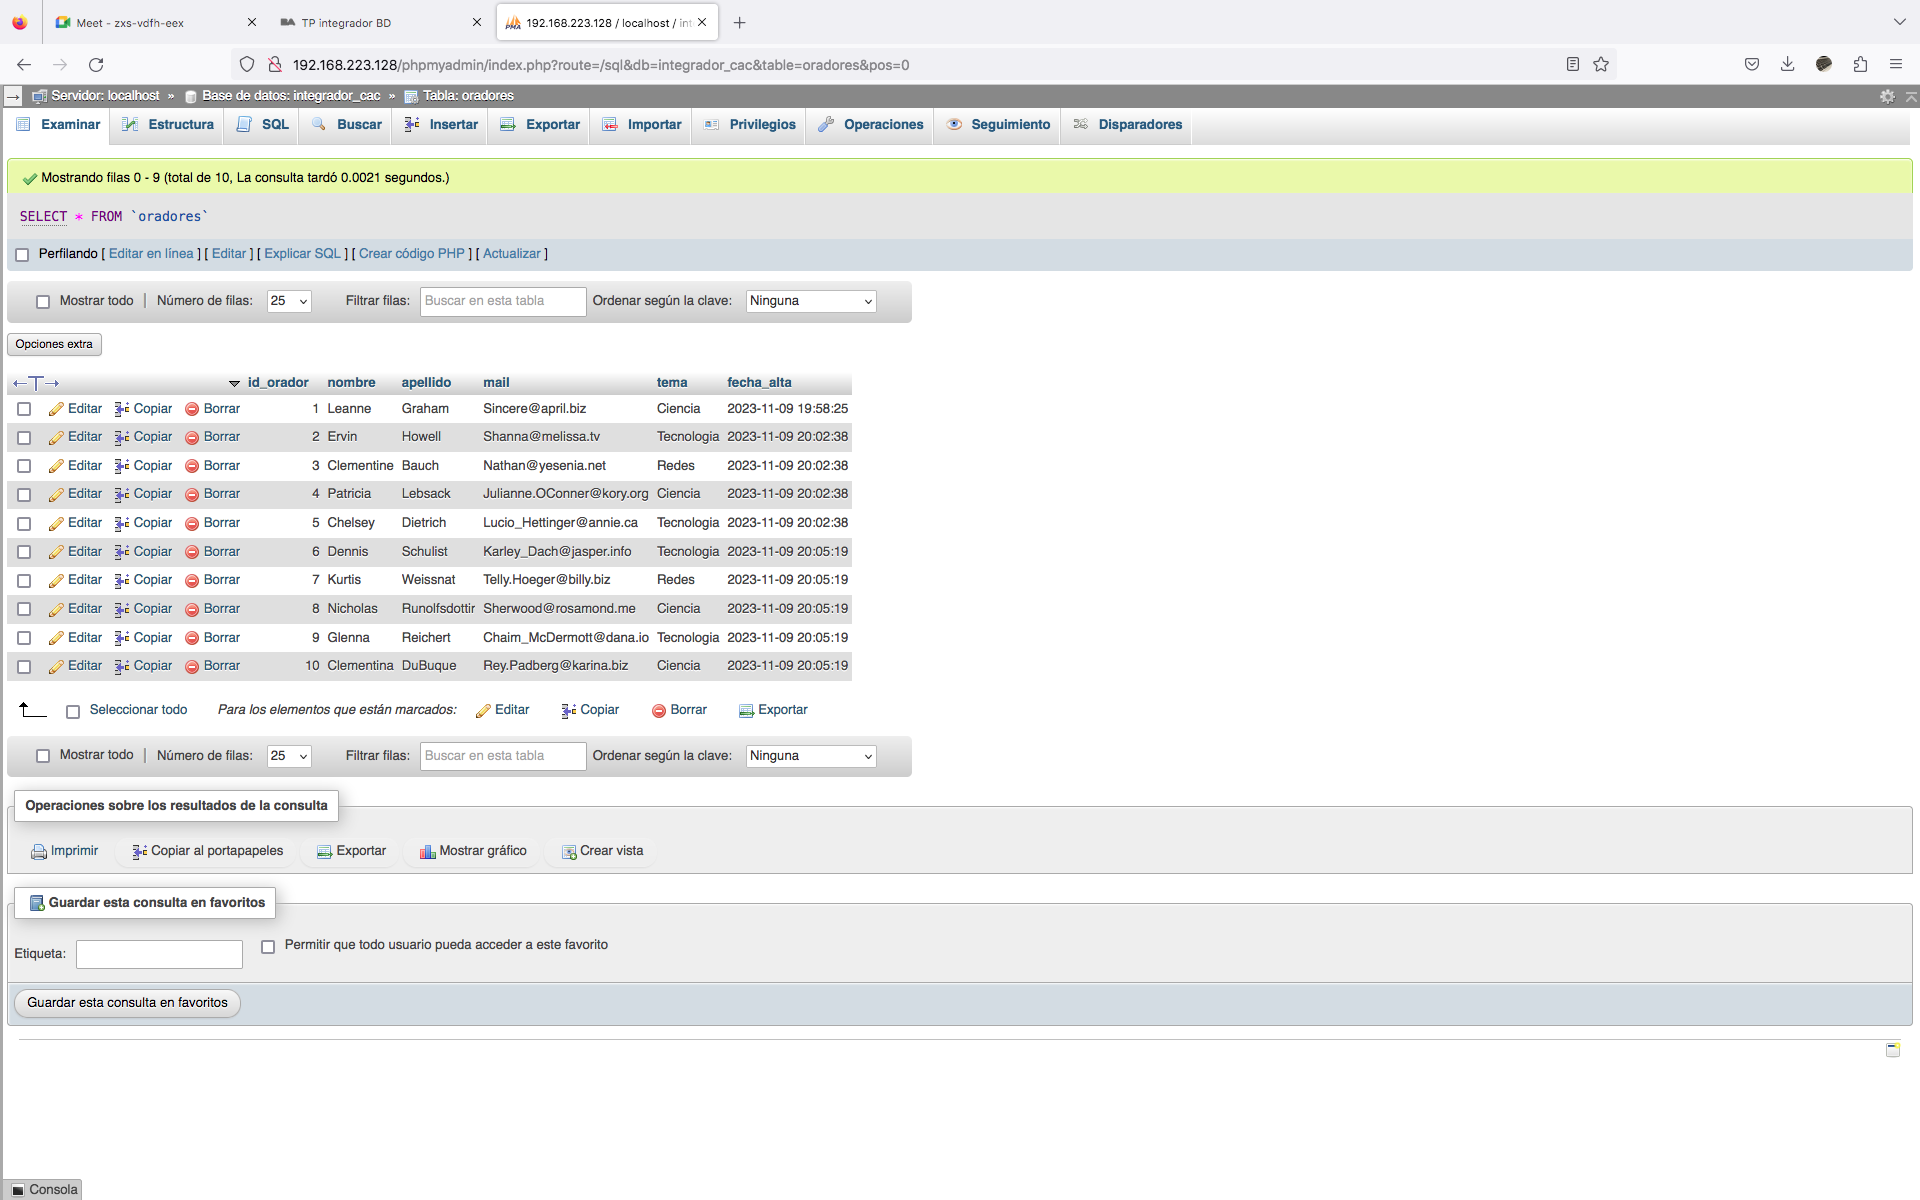 Meet - zxs-vdfh-eex
TP integrador BD
192.168.223.128 / localhost / int
192.168.223.128/phpmyadmin/index.php?route=/sql&db=integrador_cac&table=oradores&pos=0
Servidor: localhost » Base de datos: integrador_cac » Tabla: oradores
Examinar Estructura SQL Buscar Insertar Exportar Importar Privilegios Operaciones Seguimiento Disparadores
Mostrando filas 0 - 9 (total de 10, La consulta tardó 0.0021 segundos.)
SELECT * FROM `oradores`
Perfilando [ Editar en línea ] [ Editar ] [ Explicar SQL ] [ Crear código PHP ] [ Actualizar ]
Mostrar todo | Número de filas: 25 Filtrar filas: Buscar en esta tabla Ordenar según la clave: Ninguna
Opciones extra
←T→ id_orador nombre apellido mail tema fecha_alta
Editar Copiar Borrar 1 Leanne Graham Sincere@april.biz Ciencia 2023-11-09 19:58:25
Editar Copiar Borrar 2 Ervin Howell Shanna@melissa.tv Tecnologia 2023-11-09 20:02:38
Editar Copiar Borrar 3 Clementine Bauch Nathan@yesenia.net Redes 2023-11-09 20:02:38
Editar Copiar Borrar 4 Patricia Lebsack Julianne.OConner@kory.org Ciencia 2023-11-09 20:02:38
Editar Copiar Borrar 5 Chelsey Dietrich Lucio_Hettinger@annie.ca Tecnologia 2023-11-09 20:02:38
Editar Copiar Borrar 6 Dennis Schulist Karley_Dach@jasper.info Tecnologia 2023-11-09 20:05:19
Editar Copiar Borrar 7 Kurtis Weissnat Telly.Hoeger@billy.biz Redes 2023-11-09 20:05:19
Editar Copiar Borrar 8 Nicholas Runolfsdottir Sherwood@rosamond.me Ciencia 2023-11-09 20:05:19
Editar Copiar Borrar 9 Glenna Reichert Chaim_McDermott@dana.io Tecnologia 2023-11-09 20:05:19
Editar Copiar Borrar 10 Clementina DuBuque Rey.Padberg@karina.biz Ciencia 2023-11-09 20:05:19
Seleccionar todo Para los elementos que están marcados: Editar Copiar Borrar Exportar
Mostrar todo | Número de filas: 25 Filtrar filas: Buscar en esta tabla Ordenar según la clave: Ninguna
Operaciones sobre los resultados de la consulta
Imprimir Copiar al portapapeles Exportar Mostrar gráfico Crear vista
Guardar esta consulta en favoritos
Etiqueta: Permitir que todo usuario pueda acceder a este favorito
Guardar esta consulta en favoritos
Consola